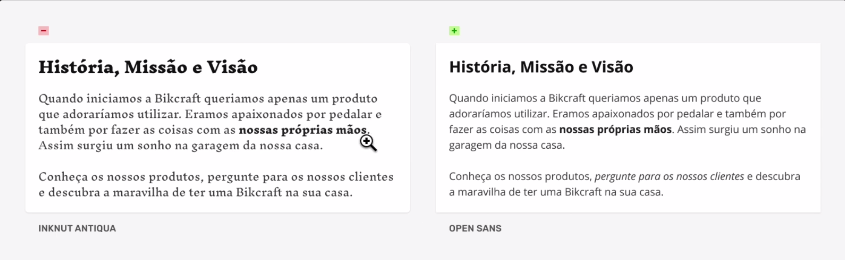 −
História, Missão e Visão
Quando iniciamos a Bikcraft queriamos apenas um produto
que adoraríamos utilizar. Eramos apaixonados por pedalar e
também por fazer as coisas com as nossas próprias mãos.
Assim surgiu um sonho na garagem da nossa casa.
Conheça os nossos produtos, pergunte para os nossos clientes
e descubra a maravilha de ter uma Bikcraft na sua casa.
INKNUT ANTIQUA
+
História, Missão e Visão
Quando iniciamos a Bikcraft queriamos apenas um produto que
adoraríamos utilizar. Eramos apaixonados por pedalar e também por
fazer as coisas com as nossas próprias mãos. Assim surgiu um sonho na
garagem da nossa casa.
Conheça os nossos produtos, pergunte para os nossos clientes e descubra
a maravilha de ter uma Bikcraft na sua casa.
OPEN SANS